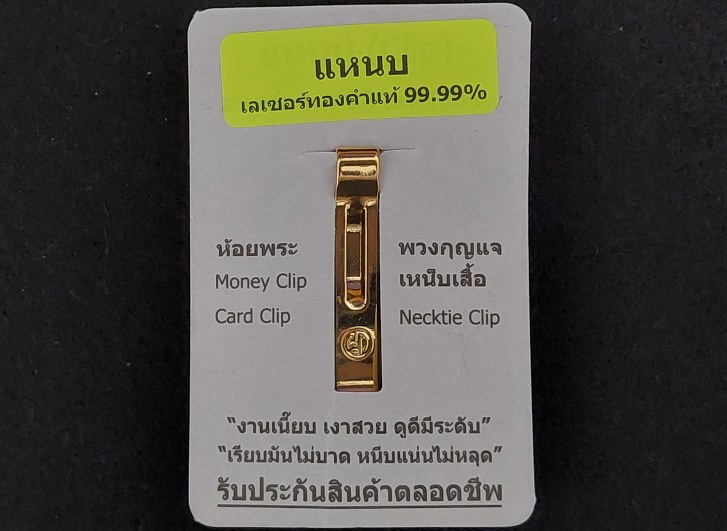 แหนบ
เลเซอร์ทองคำแท้ 99.99%
ห้อยพระ
Money Clip
Card Clip
พวงกุญแจ
เหน็บเสื้อ
Necktie Clip
“งานเนี๊ยบ เงาสวย ดูดีมีระดับ”
“เรียบมันไม่บาด หนีบแน่นไม่หลุด”
รับประกันสินค้าตลอดชีพ